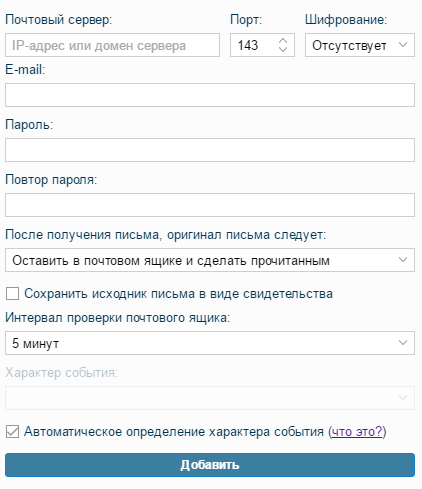 Почтовый сервер: Порт: Шифрование:
IP-адрес или домен сервера 143 Отсутствует
E-mail:
Пароль:
Повтор пароля:
После получения письма, оригинал письма следует:
Оставить в почтовом ящике и сделать прочитанным
Сохранить исходник письма в виде свидетельства
Интервал проверки почтового ящика:
5 минут
Характер события:
Автоматическое определение характера события (что это?)
Добавить